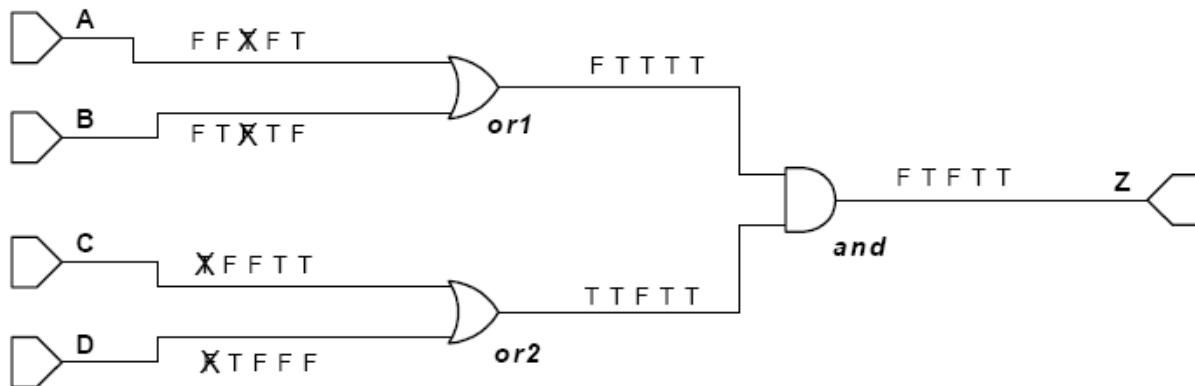 A
F F T F T
F T T T T
B
or1
F T F T F
F T F T T
Z
and
C
T F F T T
T T F T T
D
or2
F T F F F